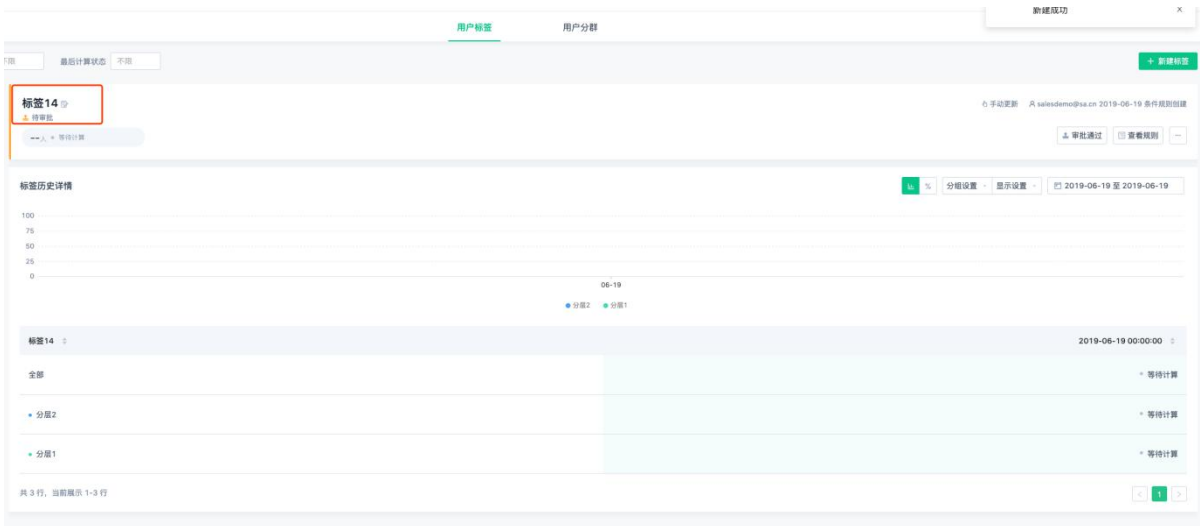 新建成功 X
用户标签 用户分群
不限 最后计算状态 不限 + 新建标签
标签14 手动更新 salesdemo@sa.cn 2019-06-19 条件规则创建
待审批
--人 等待计算 审批通过 查看规则 ...
标签历史详情 % 分组设置 显示设置 2019-06-19 至 2019-06-19
100
75
50
25
0
06-19
分层2 分层1
标签14 2019-06-19 00:00:00
全部 等待计算
分层2 等待计算
分层1 等待计算
共 3 行，当前展示 1-3 行 < 1 >